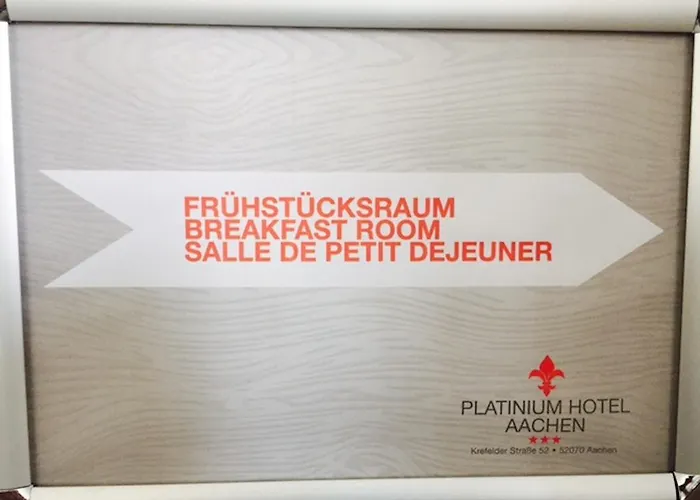 FRÜHSTÜCKSRAUM
BREAKFAST ROOM
SALLE DE PETIT DEJEUNER
PLATINIUM HOTEL
AACHEN
★★★
Krefelder Straße 52 • 52070 Aachen